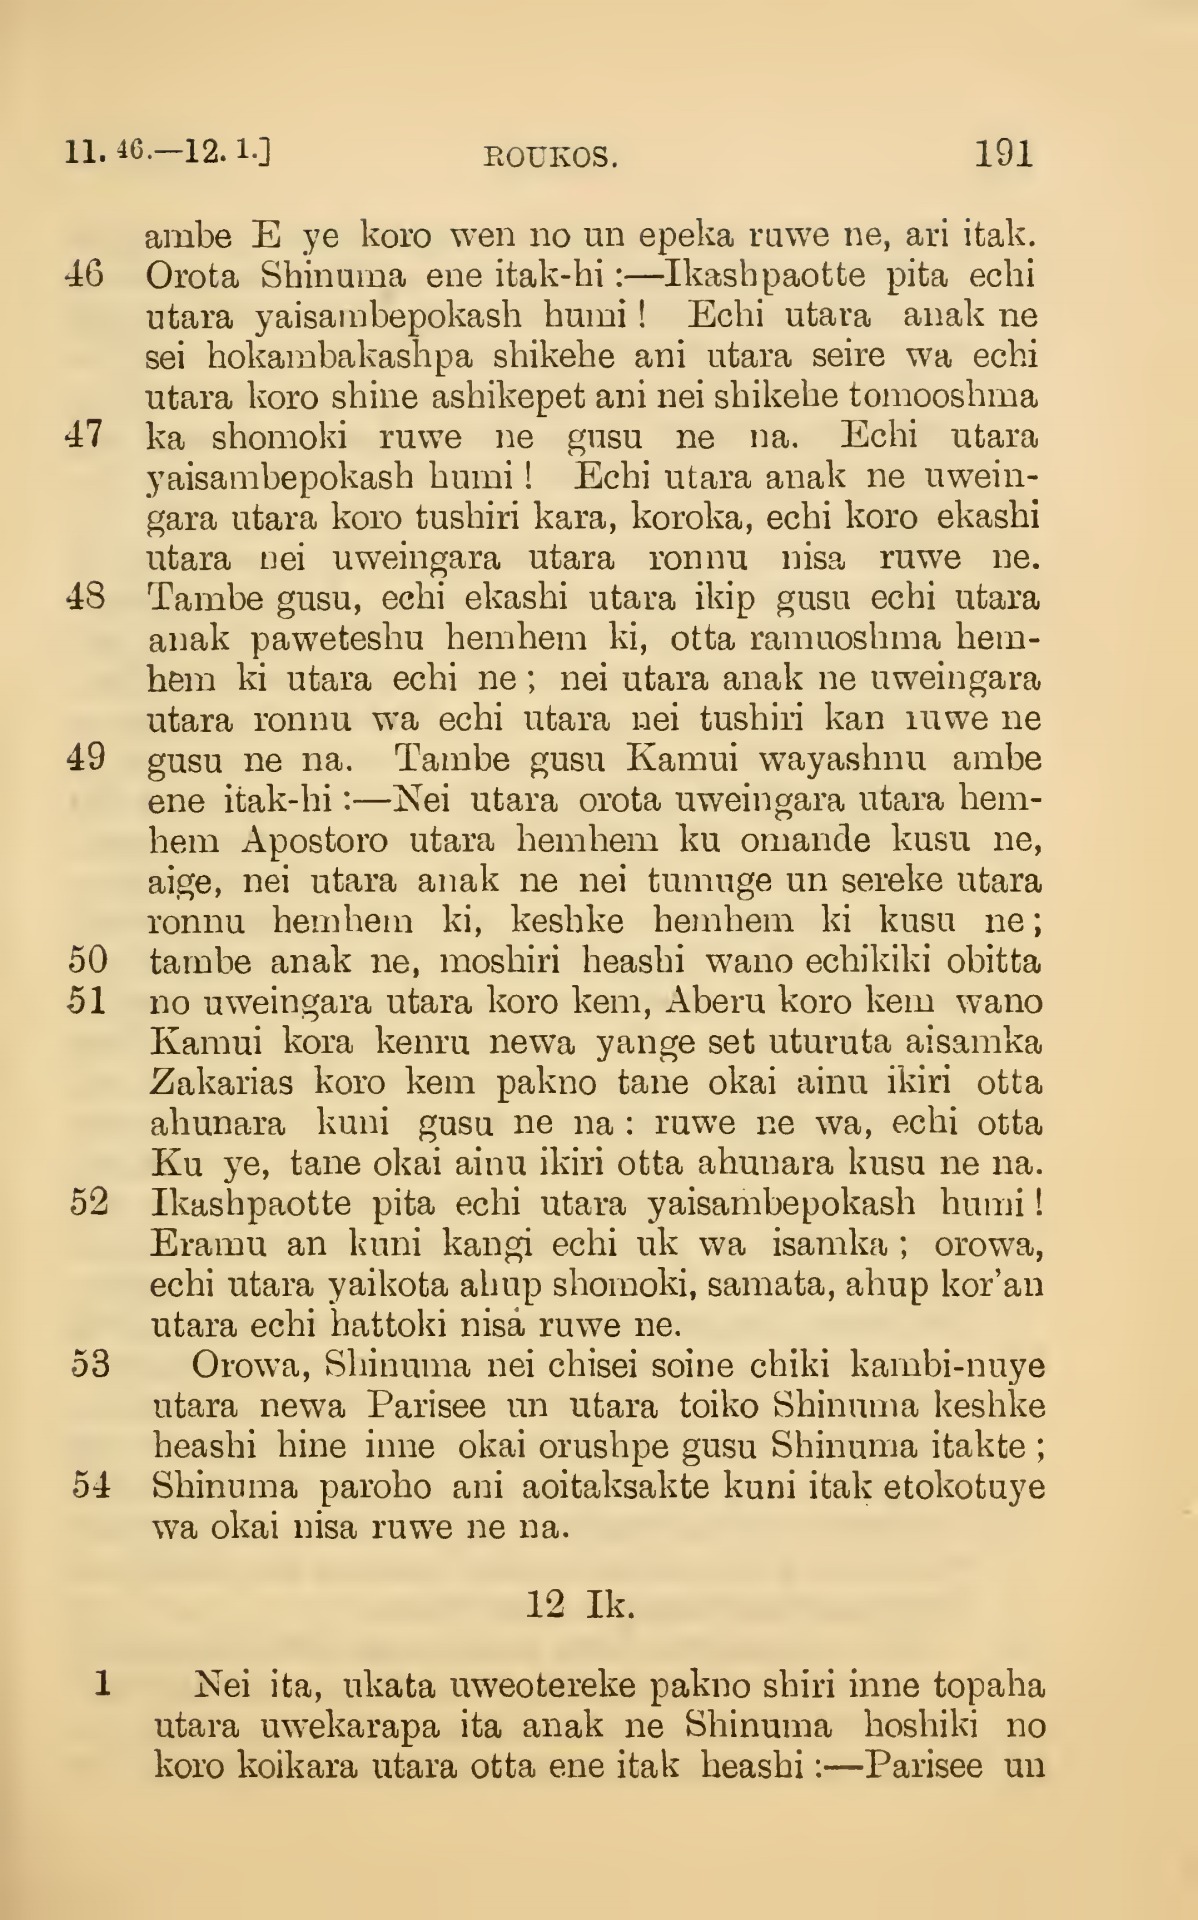 11. 46.—12. 1.] ROUKOS. 191
ambe E ye koro wen no un epeka ruwe ne, ari itak.
46 Orota Shinuma ene itak-hi :—Ikashpaotte pita echi
utara yaisambepokash humi ! Echi utara anak ne
sei hokambakashpa shikehe ani utara seire wa echi
utara koro shine ashikepet ani nei shikehe tomooshma
47 ka shomoki ruwe ne gusu ne na. Echi utara
yaisambepokash humi ! Echi utara anak ne uwein-
gara utara koro tushiri kara, koroka, echi koro ekashi
utara nei uweingara utara ronnu nisa ruwe ne.
48 Tambe gusu, echi ekashi utara ikip gusu echi utara
anak paweteshu hemhem ki, otta ramuoshma hem-
hem ki utara echi ne ; nei utara anak ne uweingara
utara ronnu wa echi utara nei tushiri kan ruwe ne
49 gusu ne na. Tambe gusu Kamui wayashnu ambe
ene itak-hi :—Nei utara orota uweingara utara hem-
hem Apostoro utara hemhem ku omande kusu ne,
aige, nei utara anak ne nei tumuge un sereke utara
ronnu hemhem ki, keshke hemhem ki kusu ne ;
50 tambe anak ne, moshiri heashi wano echikiki obitta
51 no uweingara utara koro kem, Aberu koro kem wano
Kamui kora kenru newa yange set uturuta aisamka
Zakarias koro kem pakno tane okai ainu ikiri otta
ahunara kuni gusu ne na : ruwe ne wa, echi otta
Ku ye, tane okai ainu ikiri otta ahunara kusu ne na.
52 Ikashpaotte pita echi utara yaisambepokash humi !
Eramu an kuni kangi echi uk wa isamka ; orowa,
echi utara yaikota ahup shomoki, samata, ahup kor'an
utara echi hattoki nisa ruwe ne.
53 Orowa, Shinuma nei chisei soine chiki kambi-nuye
utara newa Parisee un utara toiko Shinuma keshke
heashi hine inne okai orushpe gusu Shinuma itakte ;
54 Shinuma paroho ani aoitaksakte kuni itak etokotuye
wa okai nisa ruwe ne na.
12 Ik.
1 Nei ita, ukata uweotereke pakno shiri inne topaha
utara uwekarapa ita anak ne Shinuma hoshiki no
koro koikara utara otta ene itak heashi :—Parisee un